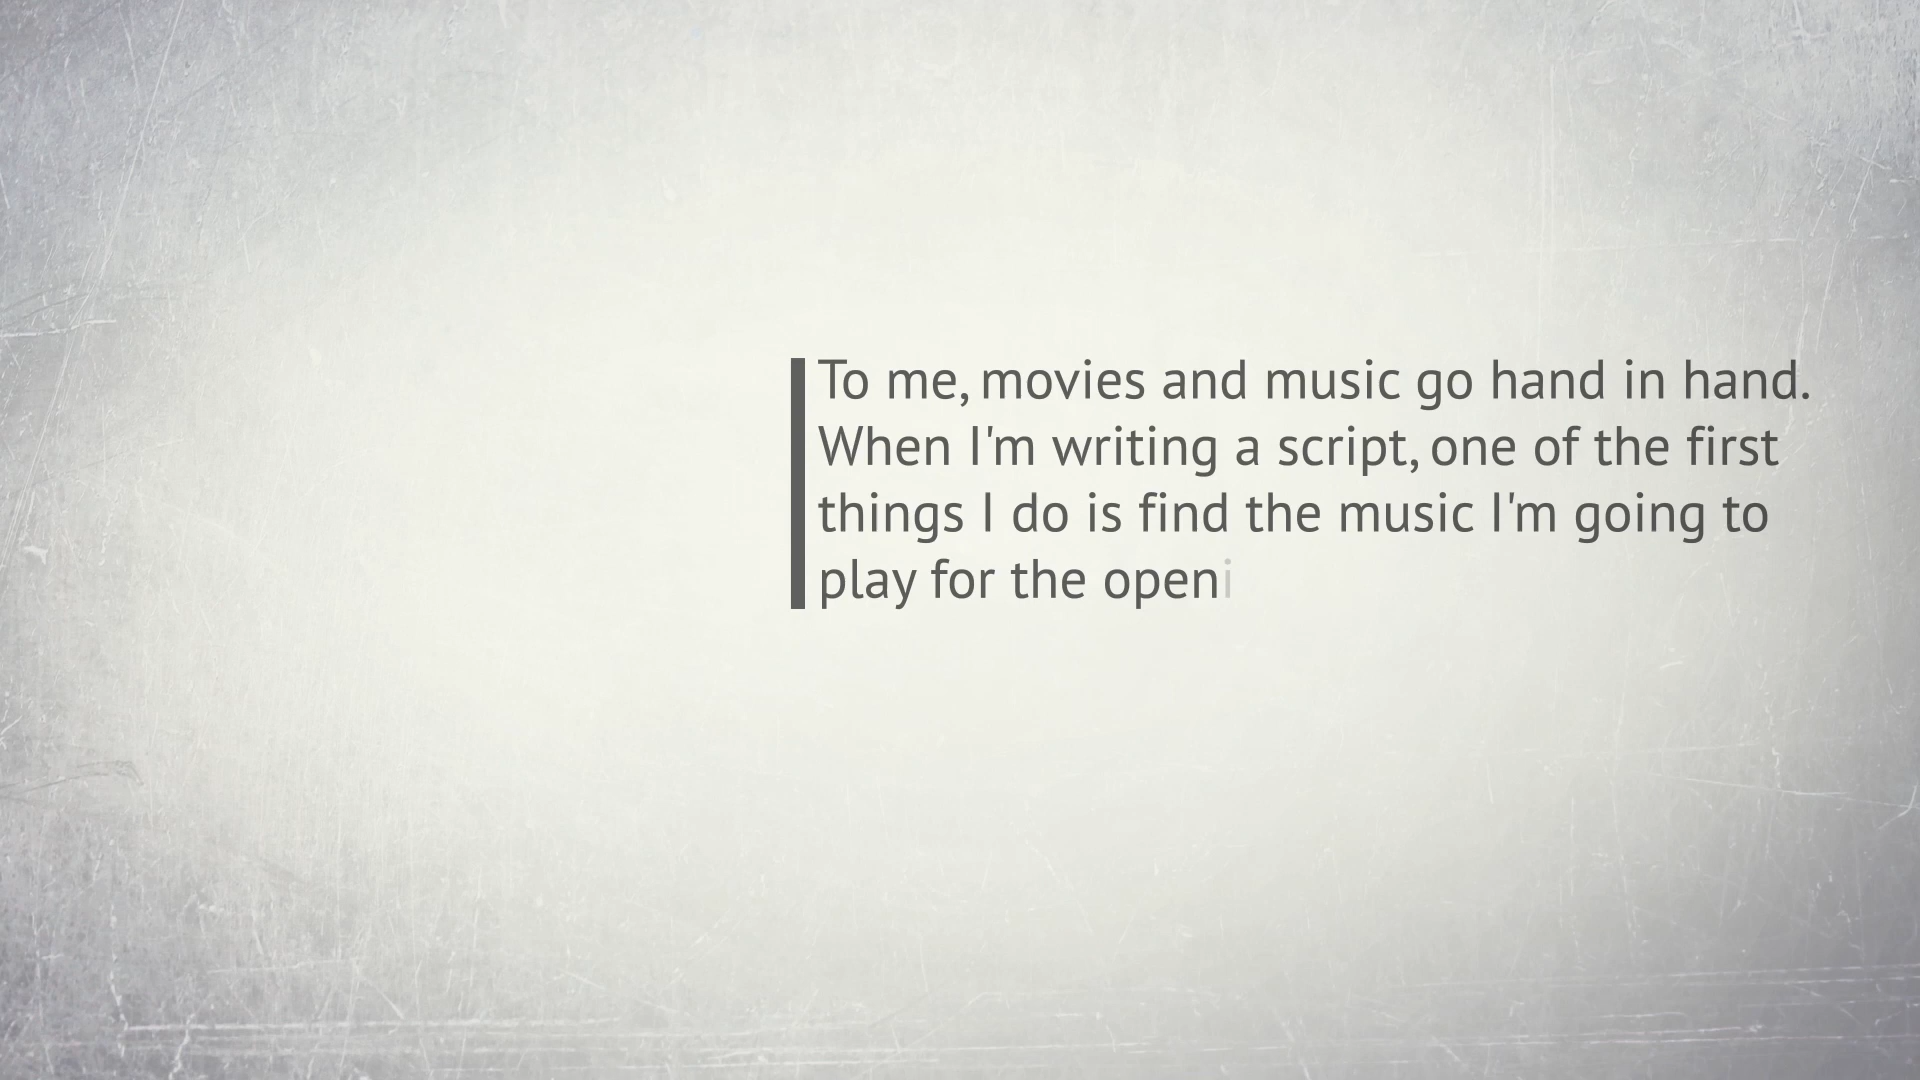 To me, movies and music go hand in hand.
When I'm writing a script, one of the first
things I do is find the music I'm going to
play for the openi